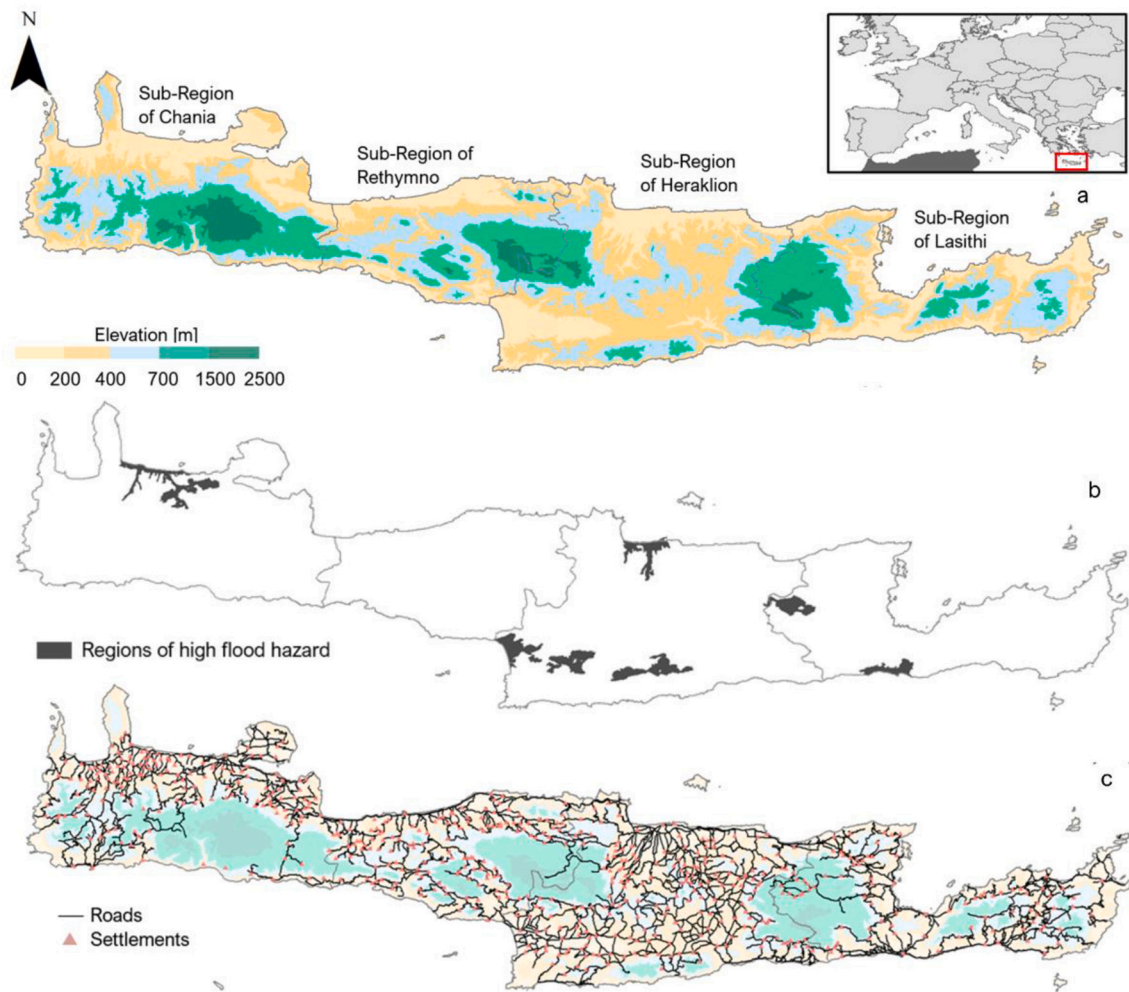 N
Sub-Region
of Chania
Sub-Region of
Rethymno
Sub-Region
of Heraklion
Sub-Region
of Lasithi
a
Elevation [m]
0 200 400 700 1500 2500
b
Regions of high flood hazard
c
Roads
Settlements